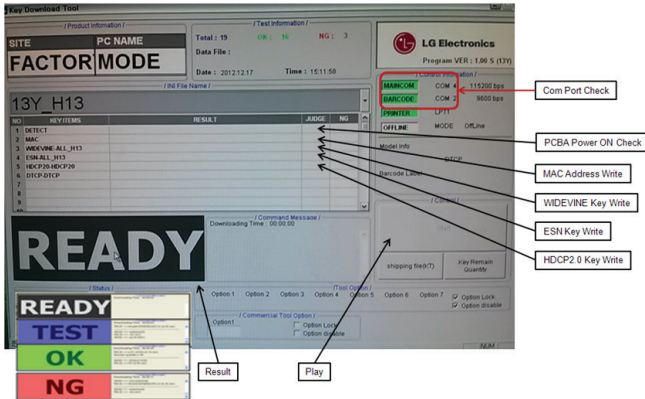 Key Download Tool
/ Product Information /
SITE
PC NAME
FACTOR
MODE
/ Test Information /
Total : 19
OK : 16
NG : 3
Data File :
Date : 2012.12.17
Time : 15:11:58
LG Electronics
Program VER : 1.00 S (13Y)
/ INI File Name /
13Y_H13
NO
KEY ITEMS
RESULT
JUDGE
NG
1 DETECT
2 MAC
3 WIDEVINE-ALL_H13
4 ESN-ALL_H13
5 HDCP20-HDCP20
6 DTCP-DTCP
7
8
9
/ Control Information /
MAINCOM COM 4 115200 bps
BARCODE COM 2 9600 bps
PRINTER LPT1
OFFLINE MODE OffLine
Model Info
DTCP
Barcode Label
Com Port Check
PCBA Power ON Check
MAC Address Write
WIDEVINE Key Write
ESN Key Write
HDCP2.0 Key Write
READY
/ Command Message /
Downloading Time : 00:00:00
/ Control /
shipping file(KT)
Key Remain Quantity
/ Status /
READY
TEST
OK
NG
/Tool Option /
Option 1 Option 2 Option 3 Option 4 Option 5 Option 6 Option 7
Option Lock
Option disable
/ Commercial Tool Option /
Option1
Option Lock
Option disable
NUM
Result
Play